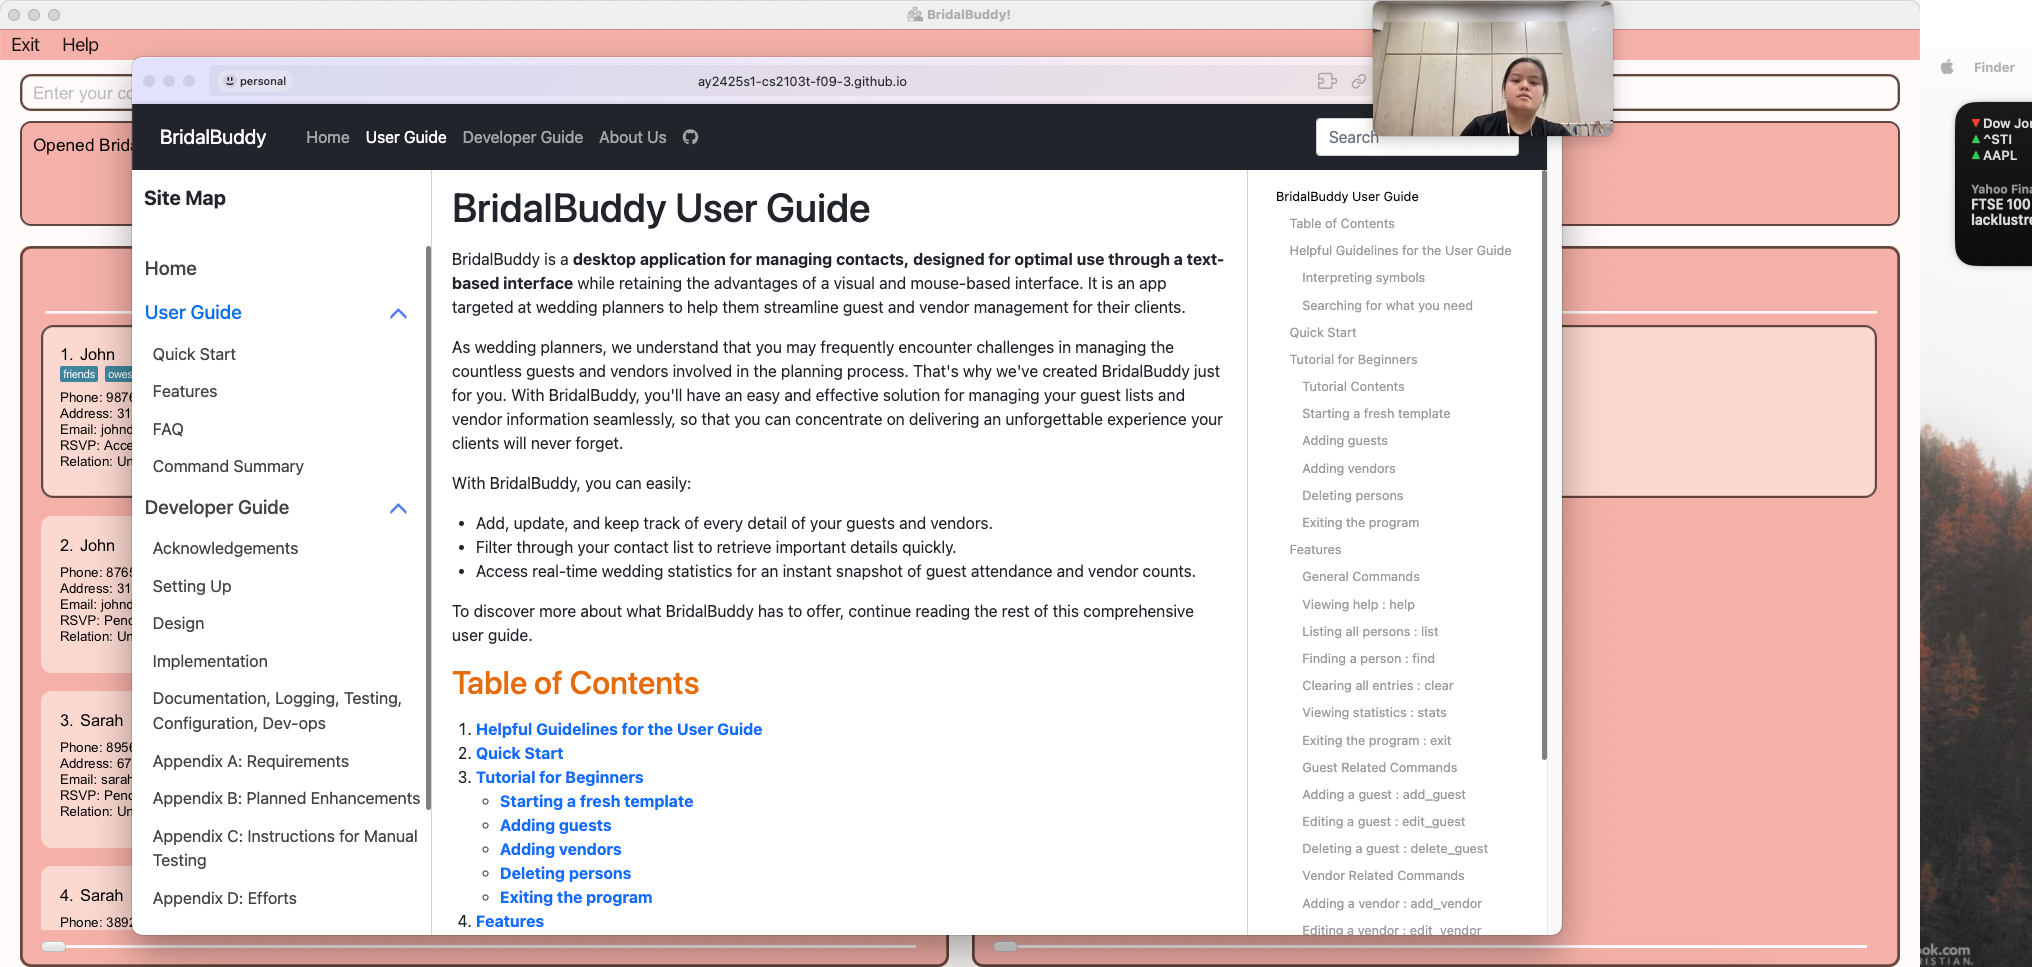 BridalBuddy!
Exit Help
Enter your co
Opened Brida
1. John
friends owes
Phone: 9876
Address: 31
Email: johnd
RSVP: Acce
Relation: Un
2. John
Phone: 8765
Address: 31
Email: johnd
RSVP: Pend
Relation: Un
3. Sarah
Phone: 8956
Address: 67
Email: sarah
RSVP: Pend
Relation: Un
4. Sarah
Phone: 3892
personal
ay2425s1-cs2103t-f09-3.github.io
BridalBuddy Home User Guide Developer Guide About Us
Search
Site Map
Home
User Guide
Quick Start
Features
FAQ
Command Summary
Developer Guide
Acknowledgements
Setting Up
Design
Implementation
Documentation, Logging, Testing,
Configuration, Dev-ops
Appendix A: Requirements
Appendix B: Planned Enhancements
Appendix C: Instructions for Manual
Testing
Appendix D: Efforts
BridalBuddy User Guide
BridalBuddy is a desktop application for managing contacts, designed for optimal use through a text-
based interface while retaining the advantages of a visual and mouse-based interface. It is an app
targeted at wedding planners to help them streamline guest and vendor management for their clients.
As wedding planners, we understand that you may frequently encounter challenges in managing the
countless guests and vendors involved in the planning process. That's why we've created BridalBuddy just
for you. With BridalBuddy, you'll have an easy and effective solution for managing your guest lists and
vendor information seamlessly, so that you can concentrate on delivering an unforgettable experience your
clients will never forget.
With BridalBuddy, you can easily:
• Add, update, and keep track of every detail of your guests and vendors.
• Filter through your contact list to retrieve important details quickly.
• Access real-time wedding statistics for an instant snapshot of guest attendance and vendor counts.
To discover more about what BridalBuddy has to offer, continue reading the rest of this comprehensive
user guide.
Table of Contents
1. Helpful Guidelines for the User Guide
2. Quick Start
3. Tutorial for Beginners
Starting a fresh template
Adding guests
Adding vendors
Deleting persons
Exiting the program
4. Features
BridalBuddy User Guide
Table of Contents
Helpful Guidelines for the User Guide
Interpreting symbols
Searching for what you need
Quick Start
Tutorial for Beginners
Tutorial Contents
Starting a fresh template
Adding guests
Adding vendors
Deleting persons
Exiting the program
Features
General Commands
Viewing help : help
Listing all persons : list
Finding a person : find
Clearing all entries : clear
Viewing statistics : stats
Exiting the program : exit
Guest Related Commands
Adding a guest : add_guest
Editing a guest : edit_guest
Deleting a guest : delete_guest
Vendor Related Commands
Adding a vendor : add_vendor
Editing a vendor : edit_vendor
Finder
Dow Jon
^STI
AAPL
Yahoo Fina
FTSE 100
lacklustre
ok.com
RISTIAN.